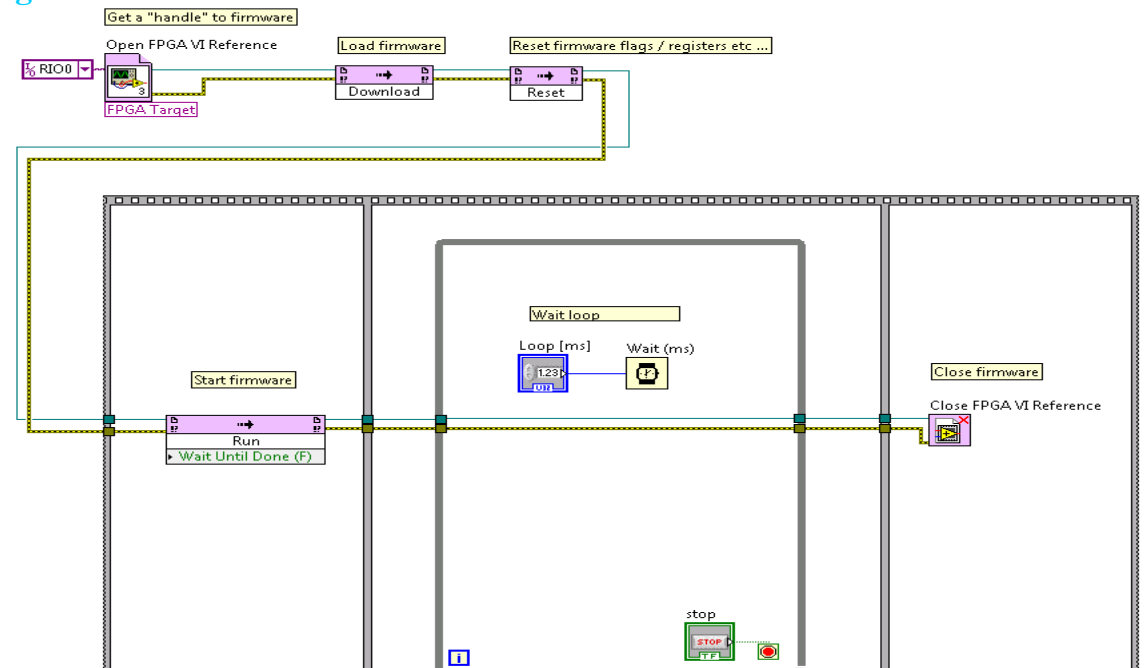 Get a "handle" to firmware
Open FPGA VI Reference
Load firmware
Reset firmware flags / registers etc ...
RIO0
3
Download
Reset
FPGA Target
Wait loop
Loop [ms]
Wait (ms)
1.23
Start firmware
Close firmware
Close FPGA VI Reference
Run
Wait Until Done (F)
stop
STOP
TF
i